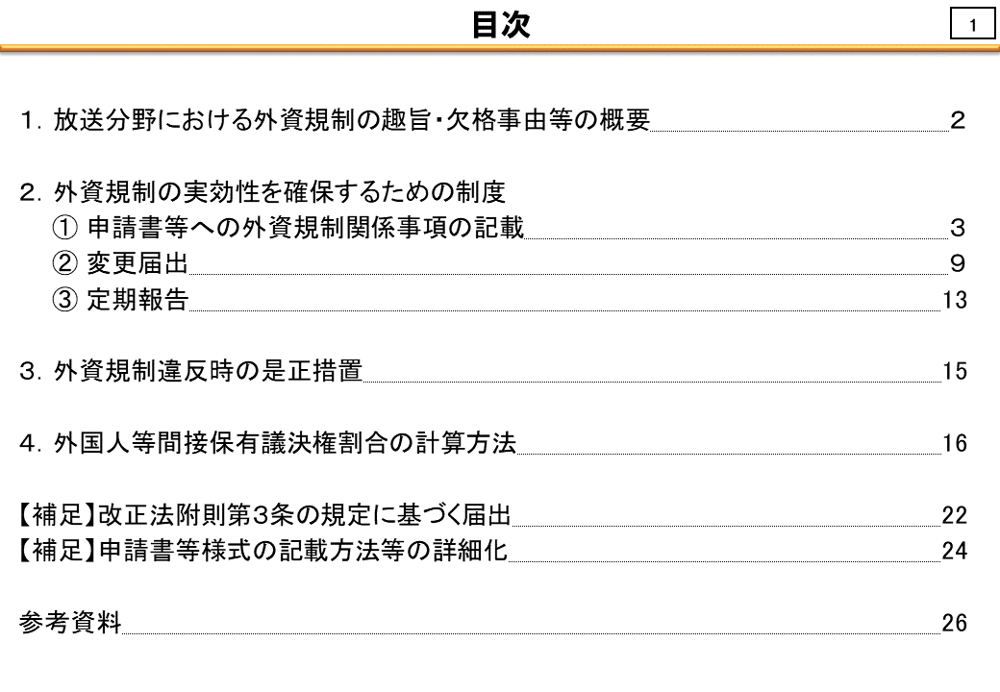 目次
1
１．放送分野における外資規制の趣旨・欠格事由等の概要 2
２．外資規制の実効性を確保するための制度
① 申請書等への外資規制関係事項の記載 3
② 変更届出 9
③ 定期報告 13
３．外資規制違反時の是正措置 15
４．外国人等間接保有議決権割合の計算方法 16
【補足】改正法附則第３条の規定に基づく届出 22
【補足】申請書等様式の記載方法等の詳細化 24
参考資料 26